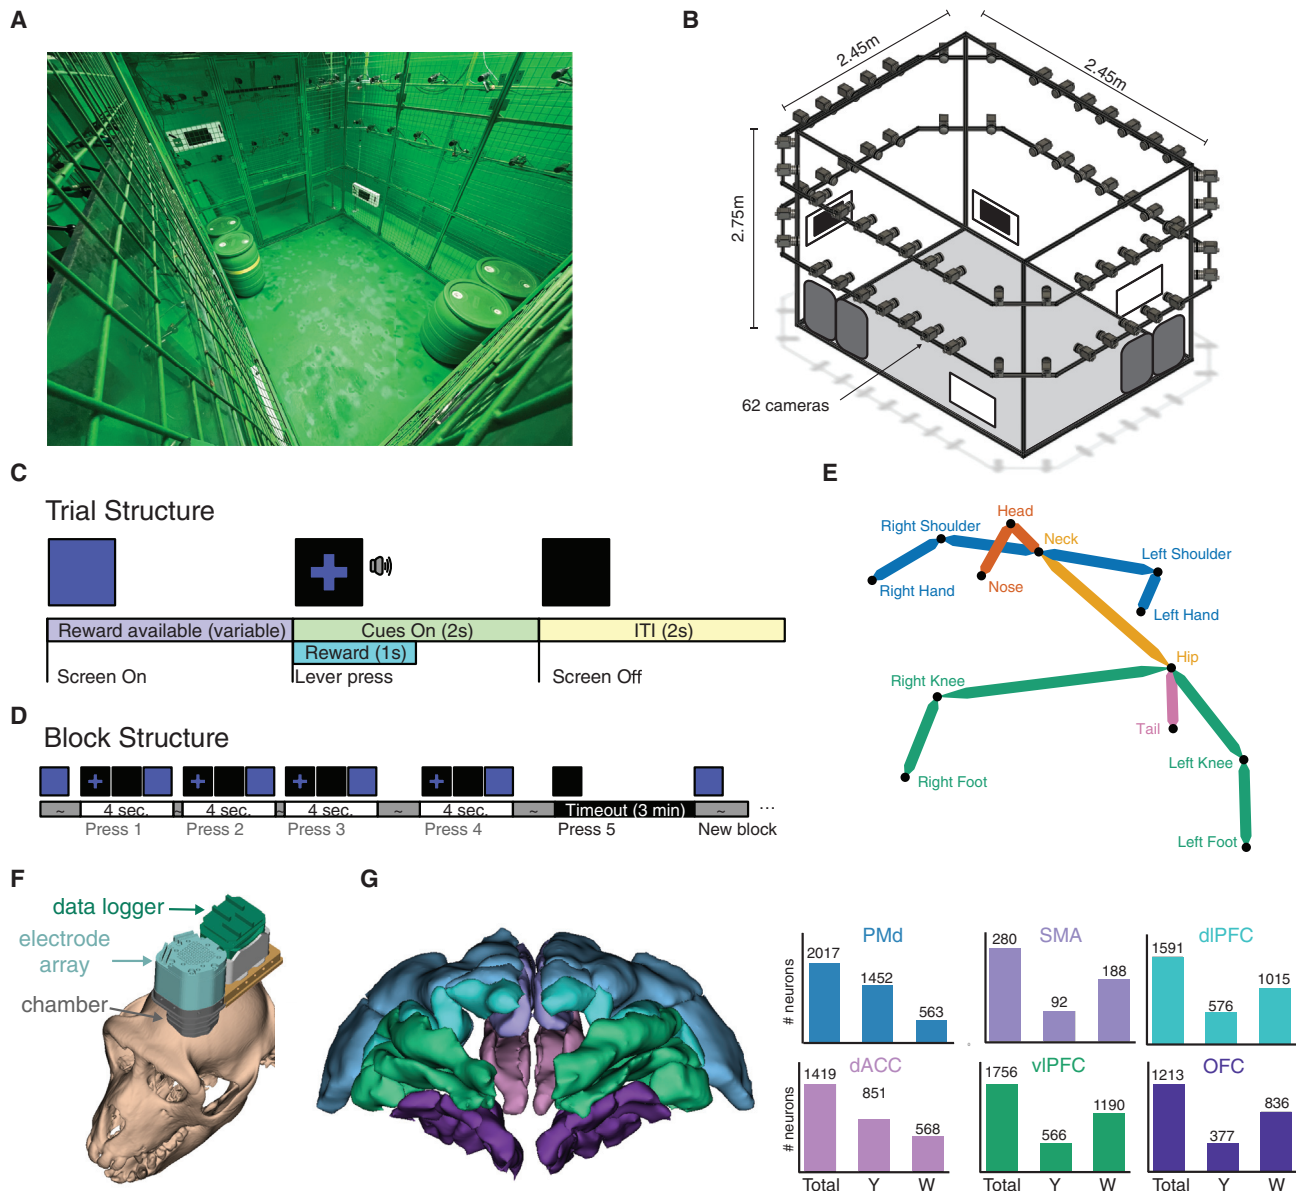 A
B
2.45m
2.45m
2.75m
62 cameras
C
Trial Structure
Reward available (variable)
Cues On (2s)
ITI (2s)
Reward (1s)
Screen On
Lever press
Screen Off
D
Block Structure
~
4 sec.
~
4 sec.
~
4 sec.
~
4 sec.
~
Timeout (3 min)
~
...
Press 1
Press 2
Press 3
Press 4
Press 5
New block
E
Head
Right Shoulder
Neck
Left Shoulder
Right Hand
Nose
Left Hand
Hip
Right Knee
Tail
Left Knee
Right Foot
Left Foot
F
data logger
electrode
array
chamber
G
PMd
# neurons
2017
1452
563
SMA
280
92
188
dlPFC
1591
576
1015
dACC
# neurons
1419
851
568
Total
Y
W
vlPFC
1756
566
1190
Total
Y
W
OFC
1213
377
836
Total
Y
W